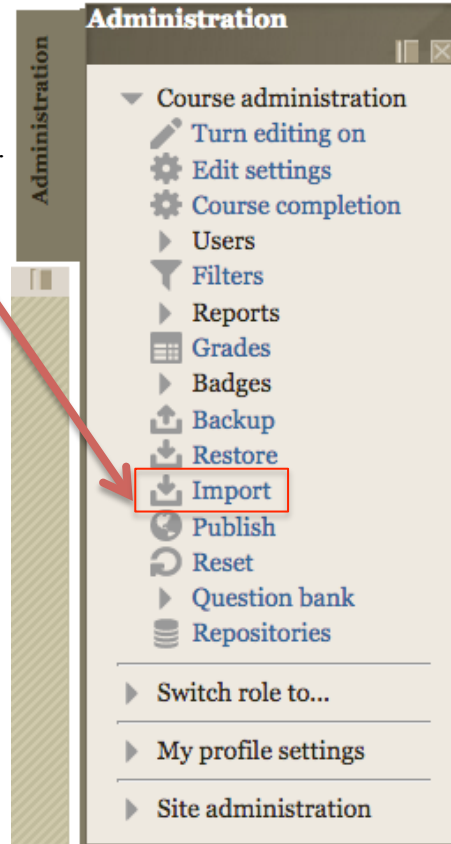 Administration
Administration
Course administration
Turn editing on
Edit settings
Course completion
Users
Filters
Reports
Grades
Badges
Backup
Restore
Import
Publish
Reset
Question bank
Repositories
Switch role to...
My profile settings
Site administration